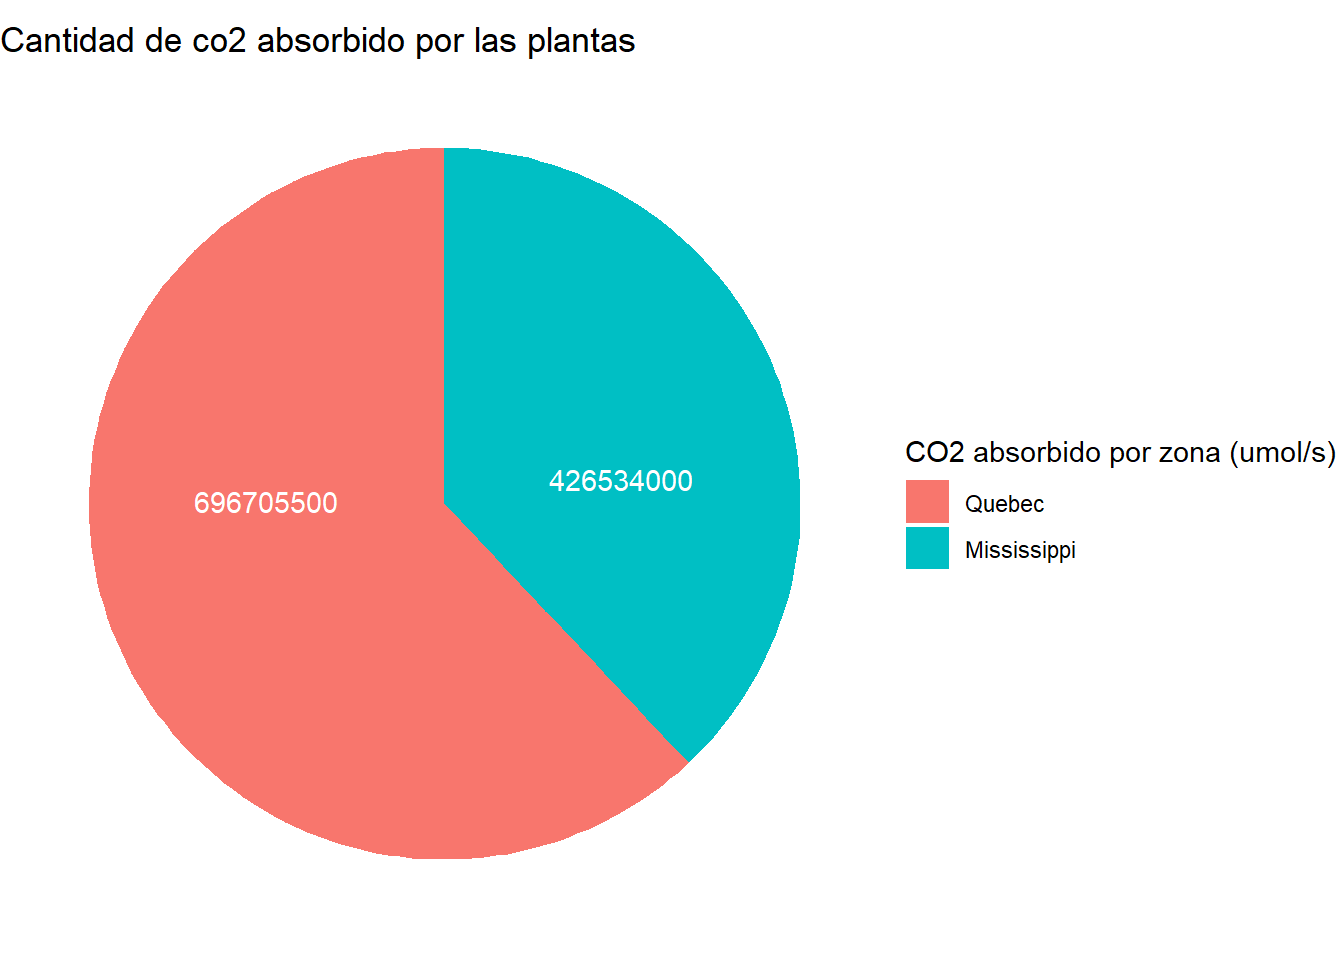 Cantidad de co2 absorbido por las plantas
426534000
696705500
CO2 absorbido por zona (umol/s)
Quebec
Mississippi